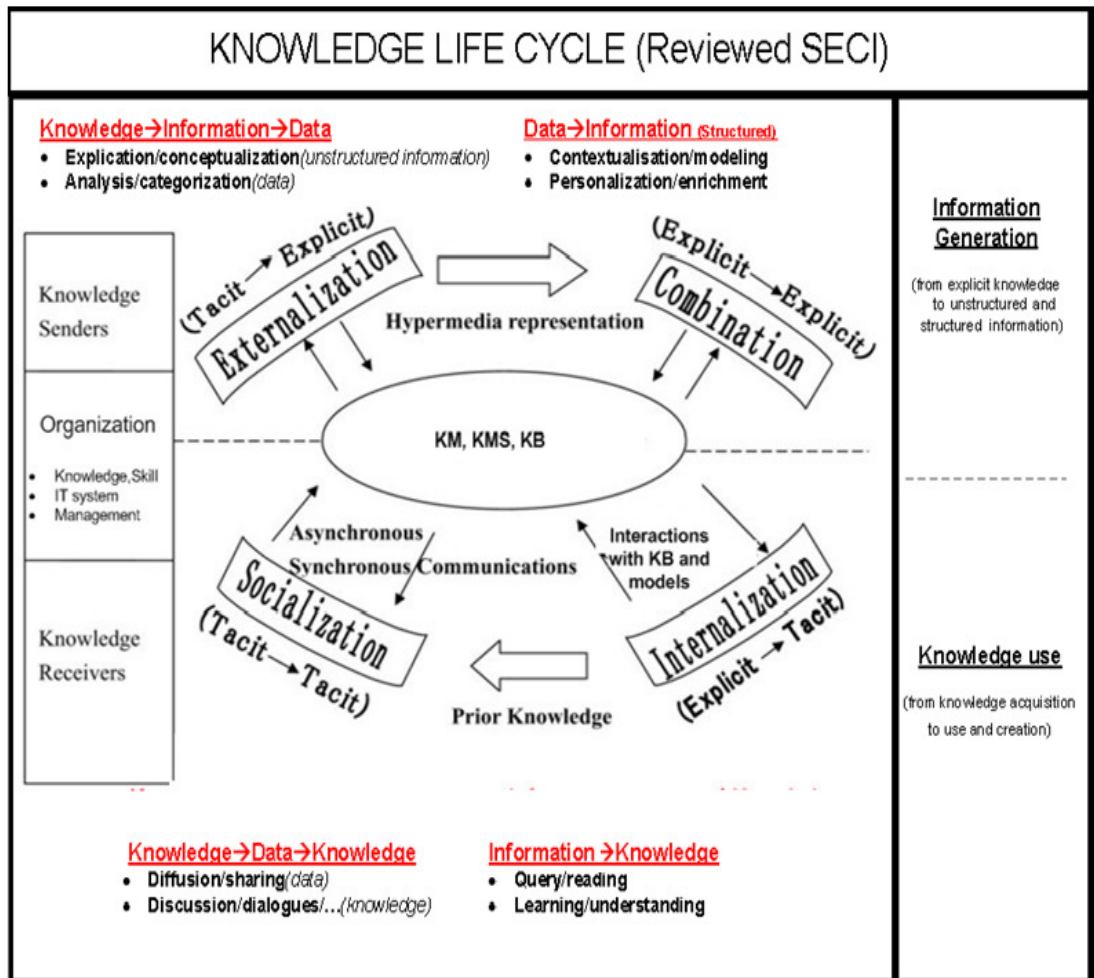 KNOWLEDGE LIFE CYCLE (Reviewed SECI)
Knowledge→Information→Data
• Explication/conceptualization(unstructured information)
• Analysis/categorization(data)
Data→Information (Structured)
• Contextualisation/modeling
• Personalization/enrichment
Information
Generation
(from explicit knowledge
to unstructured and
structured information)
Knowledge
Senders
(Tacit → Explicit)
Externalization
Hypermedia representation
(Explicit → Explicit)
Combination
Organization
• Knowledge,Skill
• IT system
• Management
KM, KMS, KB
Knowledge
Receivers
Asynchronous
Synchronous Communications
Socialization
(Tacit → Tacit)
Interactions
with KB and
models
Internalization
(Explicit → Tacit)
Prior Knowledge
Knowledge use
(from knowledge acquisition
to use and creation)
Knowledge→Data→Knowledge
• Diffusion/sharing(data)
• Discussion/dialogues/...(knowledge)
Information →Knowledge
• Query/reading
• Learning/understanding